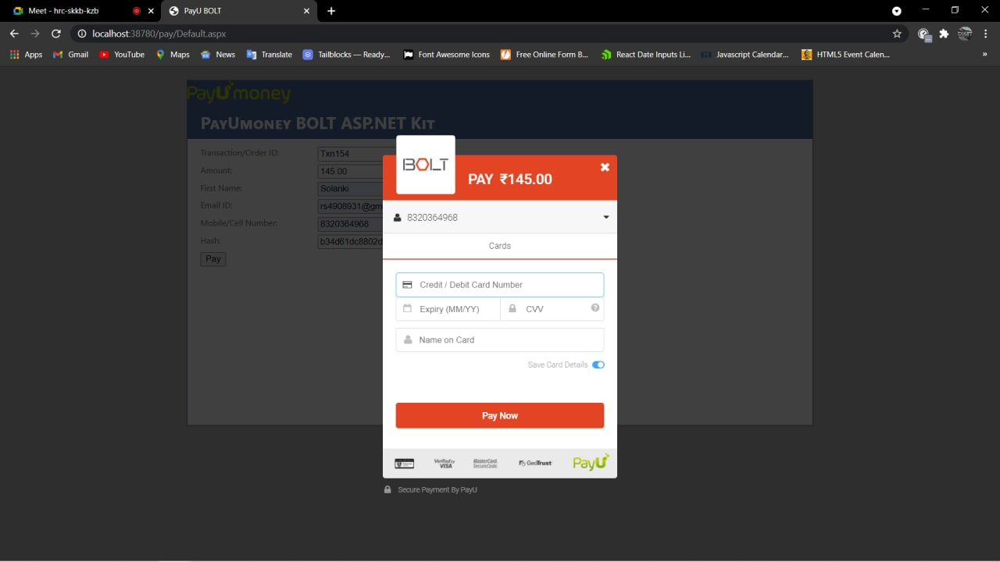 Meet - hrc-skkb-kzb
PayU BOLT
localhost:38780/pay/Default.aspx
Apps Gmail YouTube Maps News Translate Tailblocks — Ready... Font Awesome Icons Free Online Form B... React Date Inputs Li... Javascript Calendar... HTML5 Event Calen... »
PayUmoney
PayUmoney BOLT ASP.NET Kit
Transaction/Order ID: Txn154
Amount: 145.00
First Name: Solanki
Email ID: rs4908931@gm
Mobile/Cell Number: 8320364968
Hash: b34d61dc8802d
Pay
BOLT
PAY ₹145.00
8320364968
Cards
Credit / Debit Card Number
Expiry (MM/YY) CVV
Name on Card
Save Card Details
Pay Now
Verified by VISA MasterCard. SecureCode. GeoTrust PayU
Secure Payment By PayU